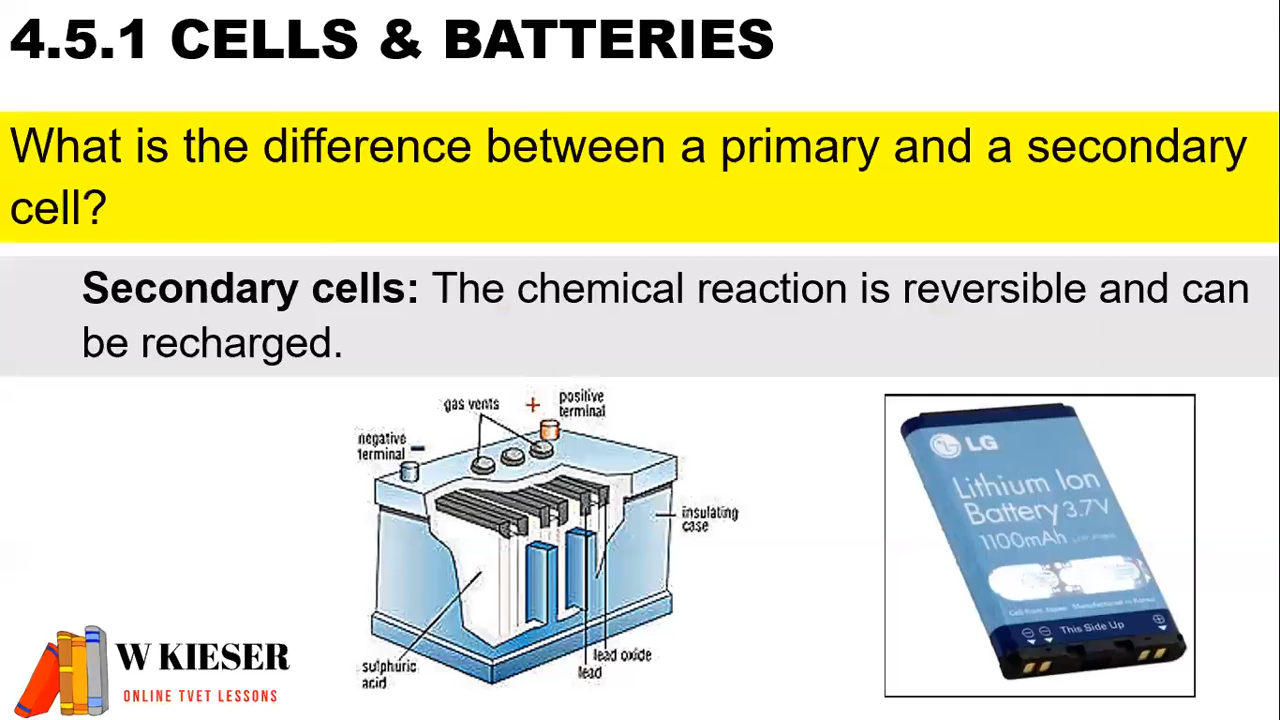 4.5.1 CELLS & BATTERIES
What is the difference between a primary and a secondary
cell?
Secondary cells: The chemical reaction is reversible and can
be recharged.
gas vents
+
positive
terminal
negative
terminal
-
insulating
case
sulphuric
acid
lead oxide
lead
LG
Lithium Ion
Battery 3.7V
1100mAh
This Side Up
W KIESER
ONLINE TVET LESSONS